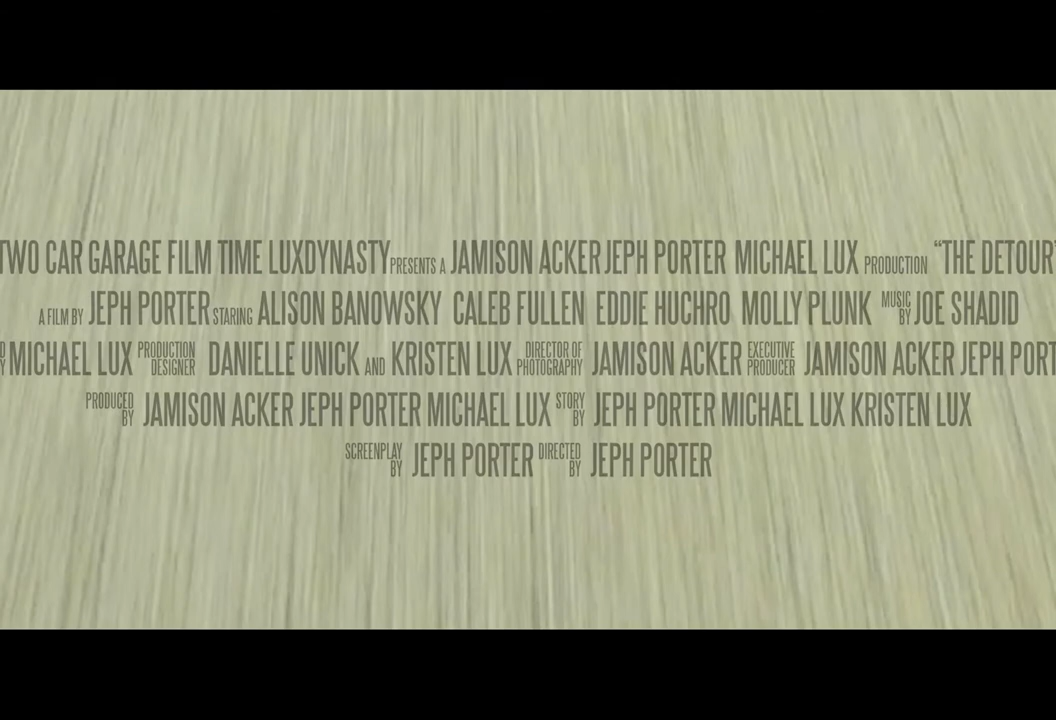 TWO CAR GARAGE FILM TIME LUXDYNASTY PRESENTS A JAMISON ACKER JEPH PORTER MICHAEL LUX PRODUCTION "THE DETOUR"
A FILM BY JEPH PORTER STARING ALISON BANOWSKY CALEB FULLEN EDDIE HUCHRO MOLLY PLUNK MUSIC BY JOE SHADID
MICHAEL LUX PRODUCTION DESIGNER DANIELLE UNICK AND KRISTEN LUX DIRECTOR OF PHOTOGRAPHY JAMISON ACKER EXECUTIVE PRODUCER JAMISON ACKER JEPH PORT
PRODUCED BY JAMISON ACKER JEPH PORTER MICHAEL LUX STORY BY JEPH PORTER MICHAEL LUX KRISTEN LUX
SCREENPLAY BY JEPH PORTER DIRECTED BY JEPH PORTER